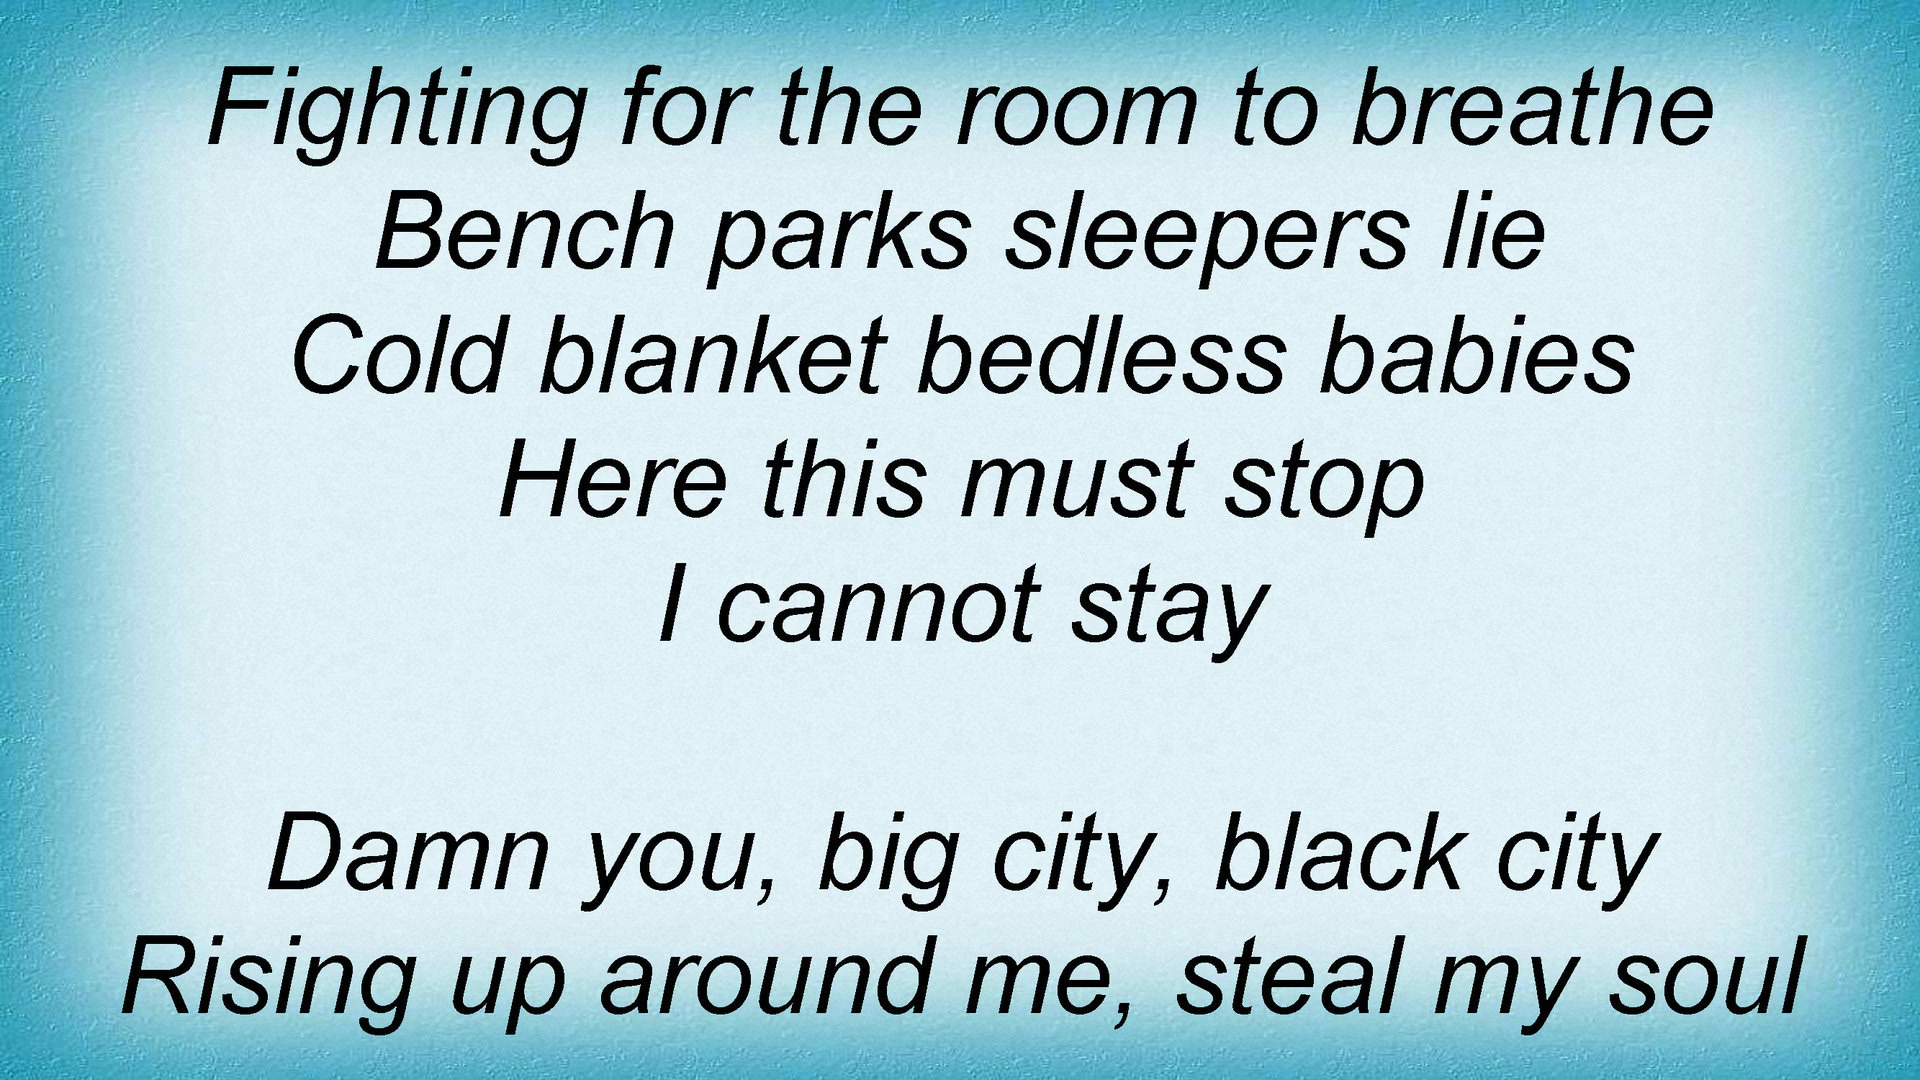 Fighting for the room to breathe
Bench parks sleepers lie
Cold blanket bedless babies
Here this must stop
I cannot stay
Damn you, big city, black city
Rising up around me, steal my soul